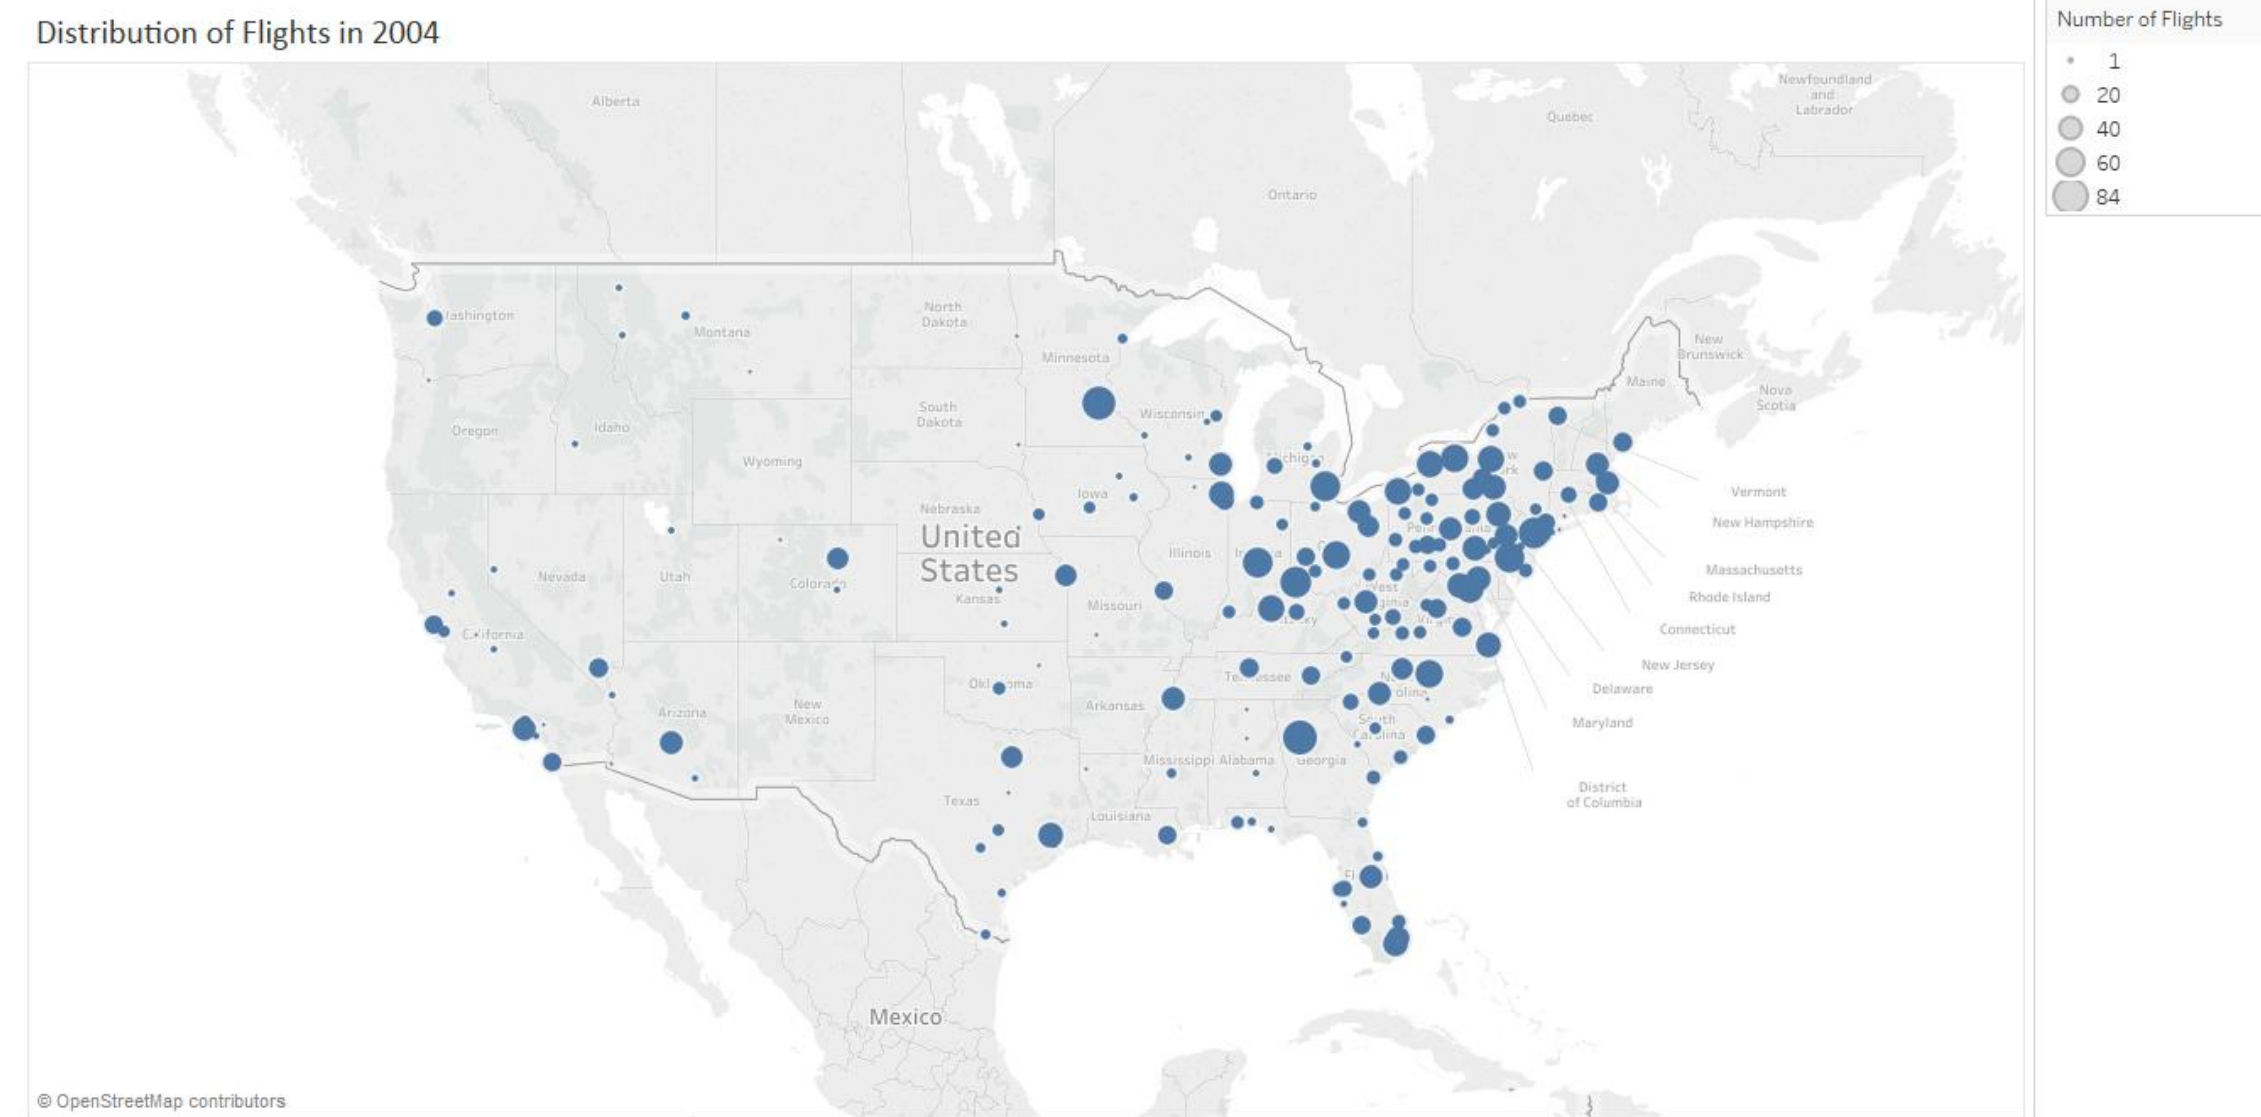 Distribution of Flights in 2004
Number of Flights
1
20
40
60
84
Alberta
Newfoundland
and
Labrador
Quebec
Ontario
ashington
North
Dakota
Montana
Minnesota
New
Brunswick
Maine
Nova
Scotia
South
Dakota
Wisconsin
Oregon
Idaho
Wyoming
Michig
Iowa
Nebraska
Vermont
New Hampshire
United
States
Illinois
Nevada
Utah
Colorado
Kansas
Missouri
Massachusetts
Rhode Island
Connecticut
California
New Jersey
Oklahoma
Tennessee
Delaware
Arizona
New
Mexico
Arkansas
Maryland
South
Carolina
Mississippi
Alabama
Georgia
Texas
Louisiana
District
of Columbia
Mexico
© OpenStreetMap contributors